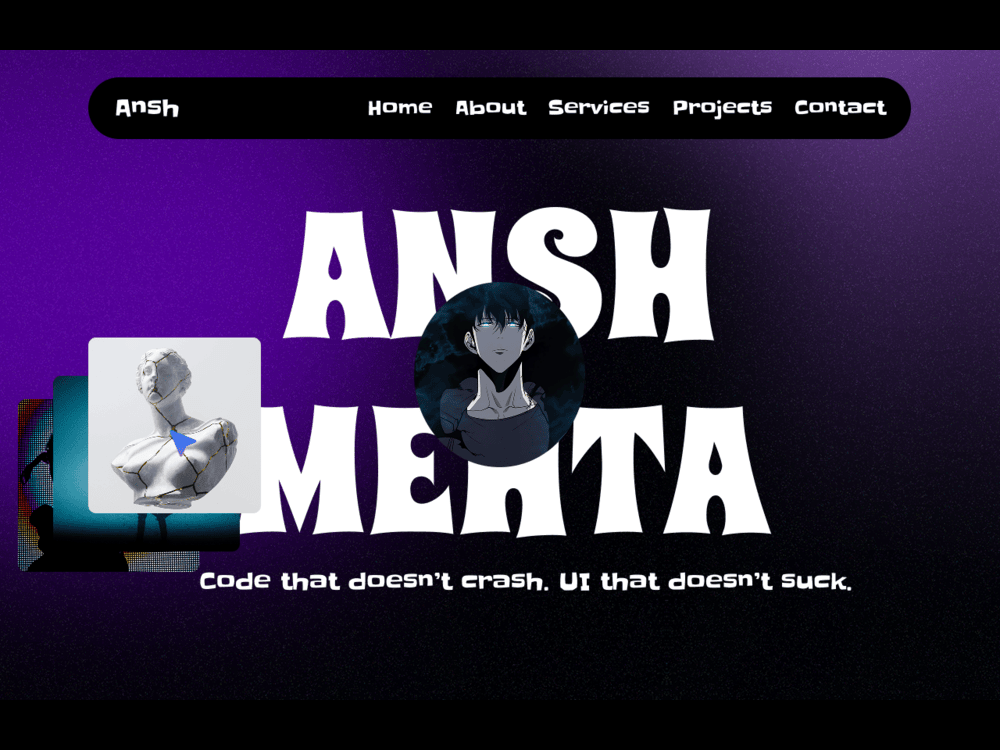 Ansh Home About Services Projects Contact
ANSH
MEHTA
Code that doesn't crash. UI that doesn't suck.